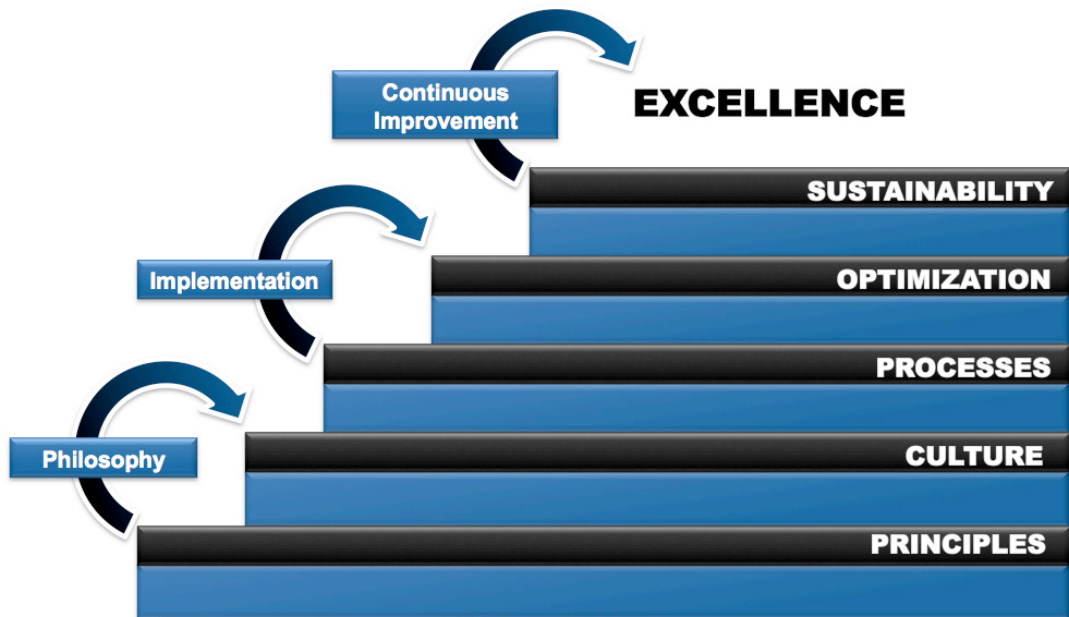 Continuous
Improvement
EXCELLENCE
SUSTAINABILITY
Implementation
OPTIMIZATION
PROCESSES
Philosophy
CULTURE
PRINCIPLES